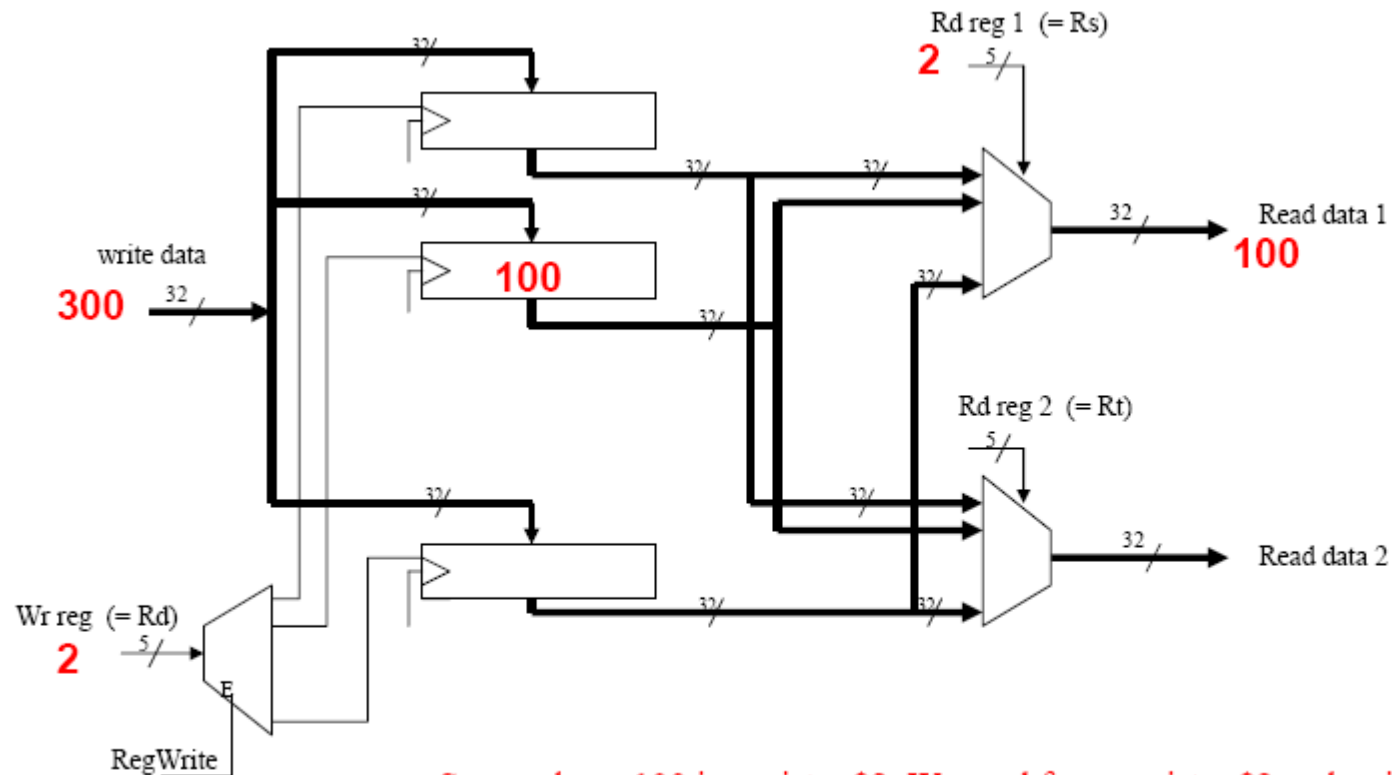 Rd reg 1 (= Rs)
2
5
32
32
32
32
Read data 1
100
32
write data
300
32
100
32
32
Rd reg 2 (= Rt)
5
32
32
32
Read data 2
Wr reg (= Rd)
2
5
32
32
E
RegWrite